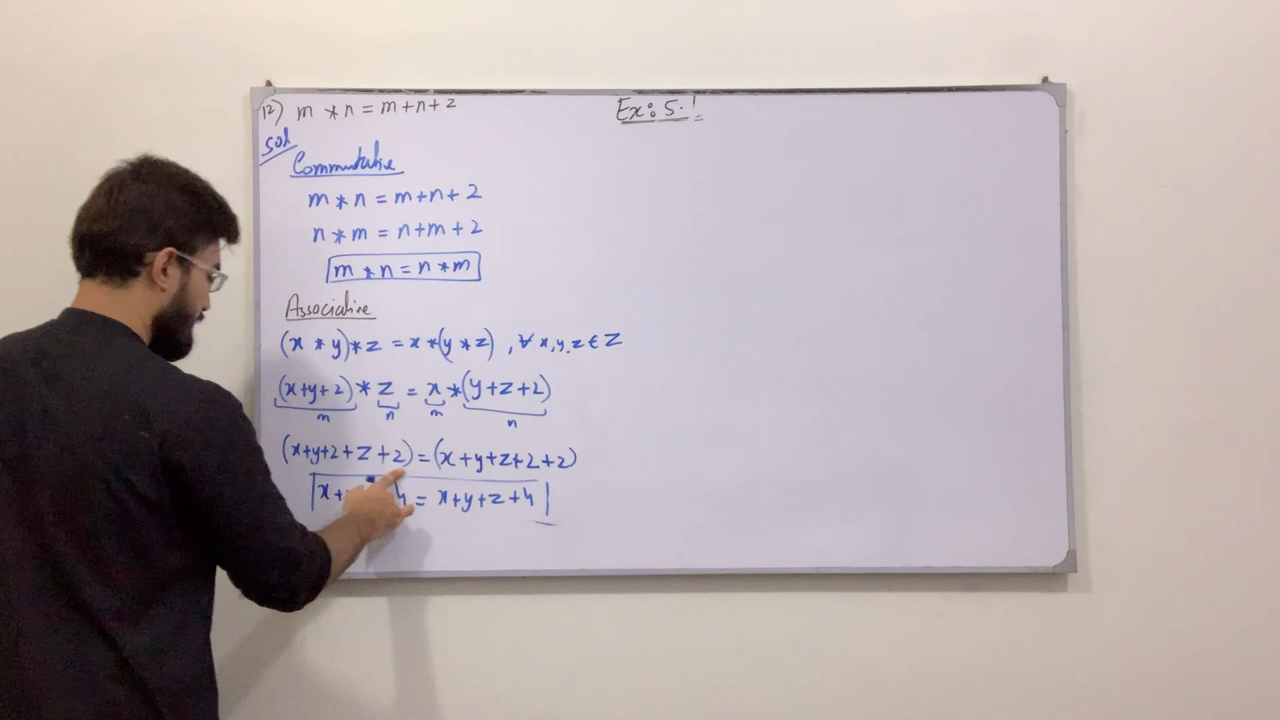 12) m * n = m+n+2
Ex: 5.1
Sol
Commutative
m * n = m+n+2
n * m = n+m+2
m * n = n * m
Associative
(x * y) * z = x * (y * z) , ∀ x,y,z ∈ Z
(x+y+2) * z = x * (y+z+2)
m n m n
(x+y+2+z+2) = (x+y+z+2+2)
x+ 4 = x+y+z+4